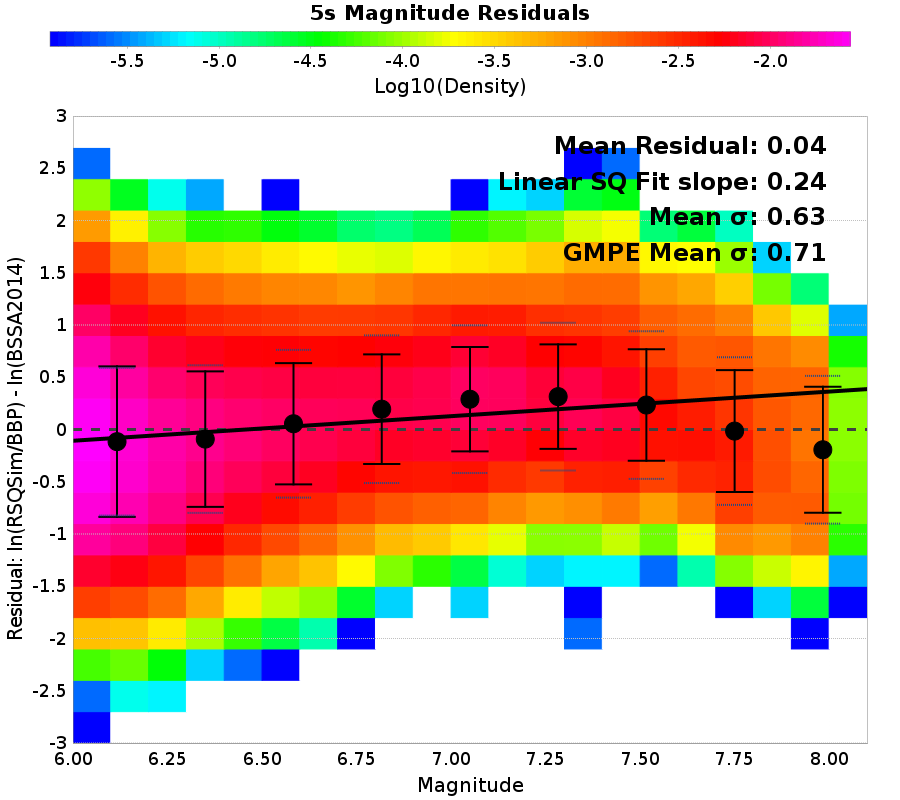 5s Magnitude Residuals
-5.5 -5.0 -4.5 -4.0 -3.5 -3.0 -2.5 -2.0
Log10(Density)
Mean Residual: 0.04
Linear SQ Fit slope: 0.24
Mean σ: 0.63
GMPE Mean σ: 0.71
Residual: ln(RSQSim/BBP) - ln(BSSA2014)
3
2.5
2
1.5
1
0.5
0
-0.5
-1
-1.5
-2
-2.5
-3
6.00 6.25 6.50 6.75 7.00 7.25 7.50 7.75 8.00
Magnitude